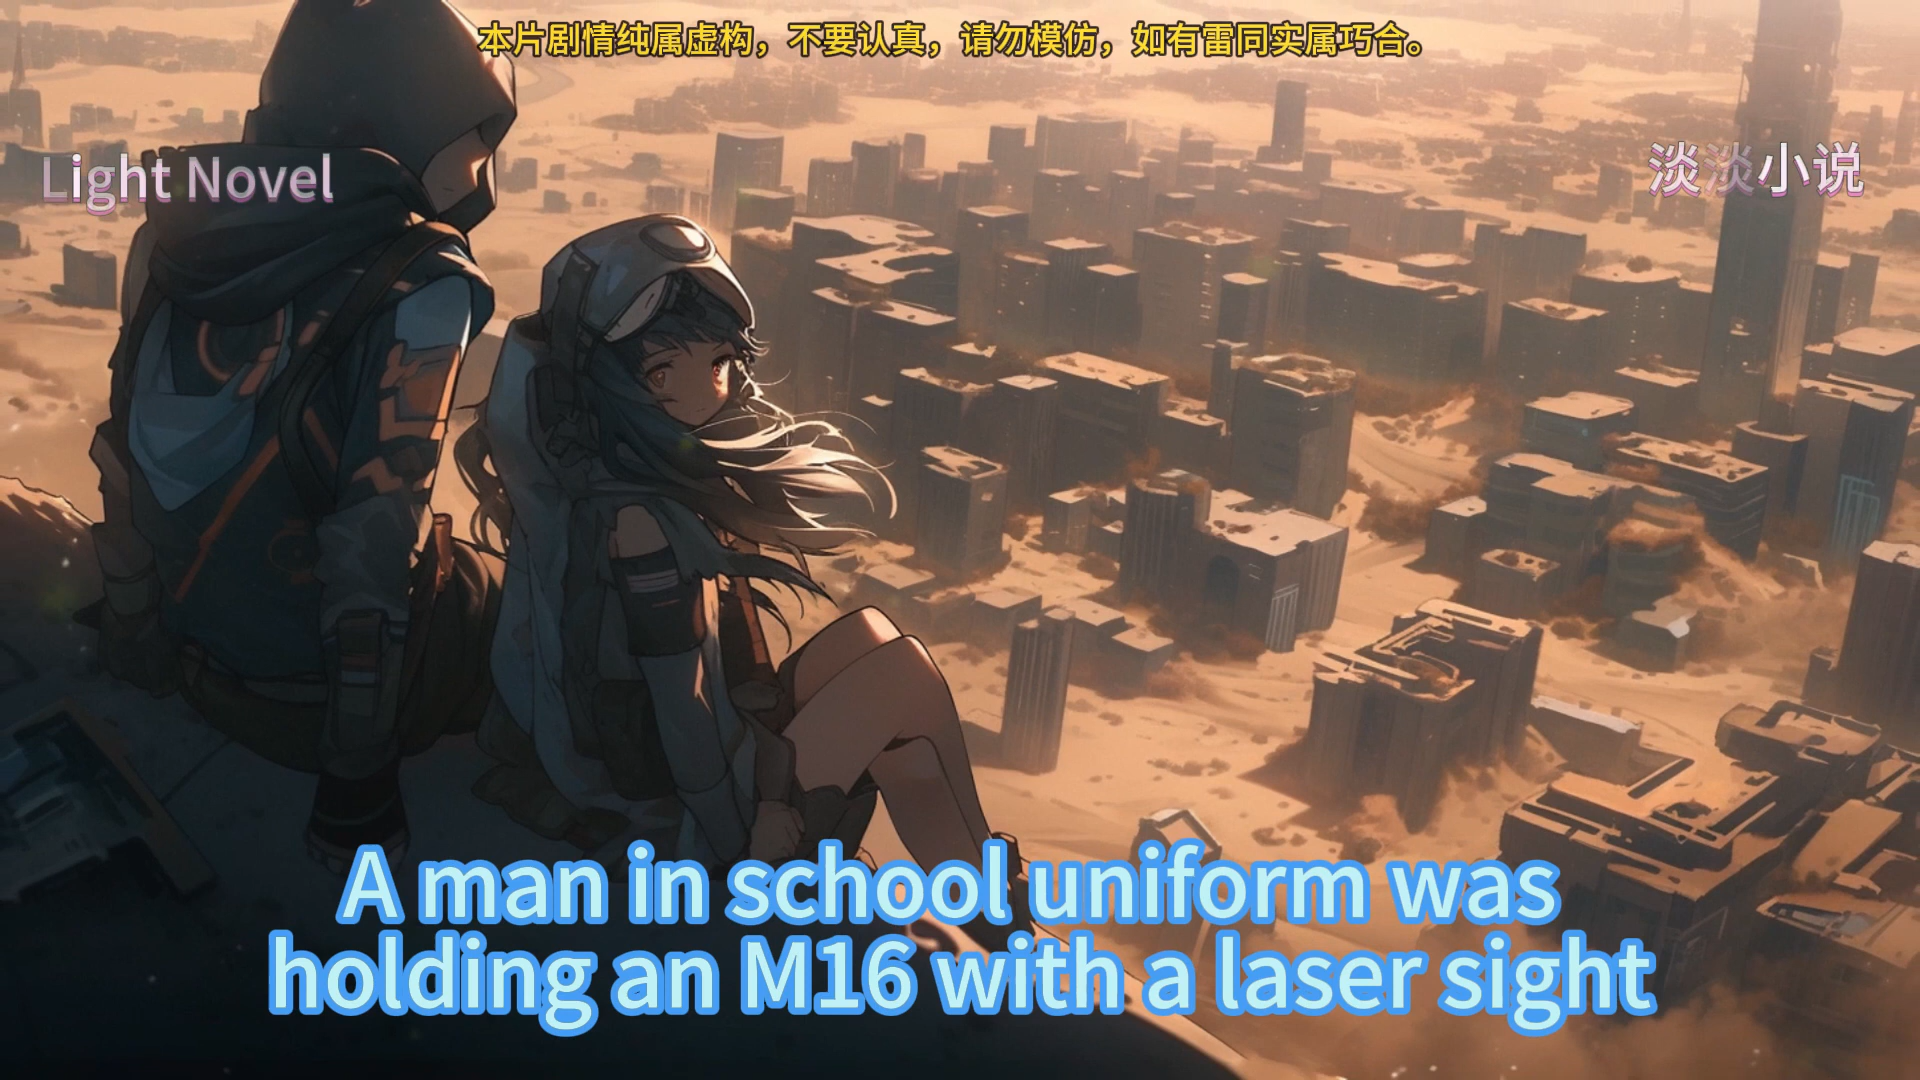 本片剧情纯属虚构，不要认真，请勿模仿，如有雷同实属巧合。
Light Novel
淡淡小说
A man in school uniform was
holding an M16 with a laser sight